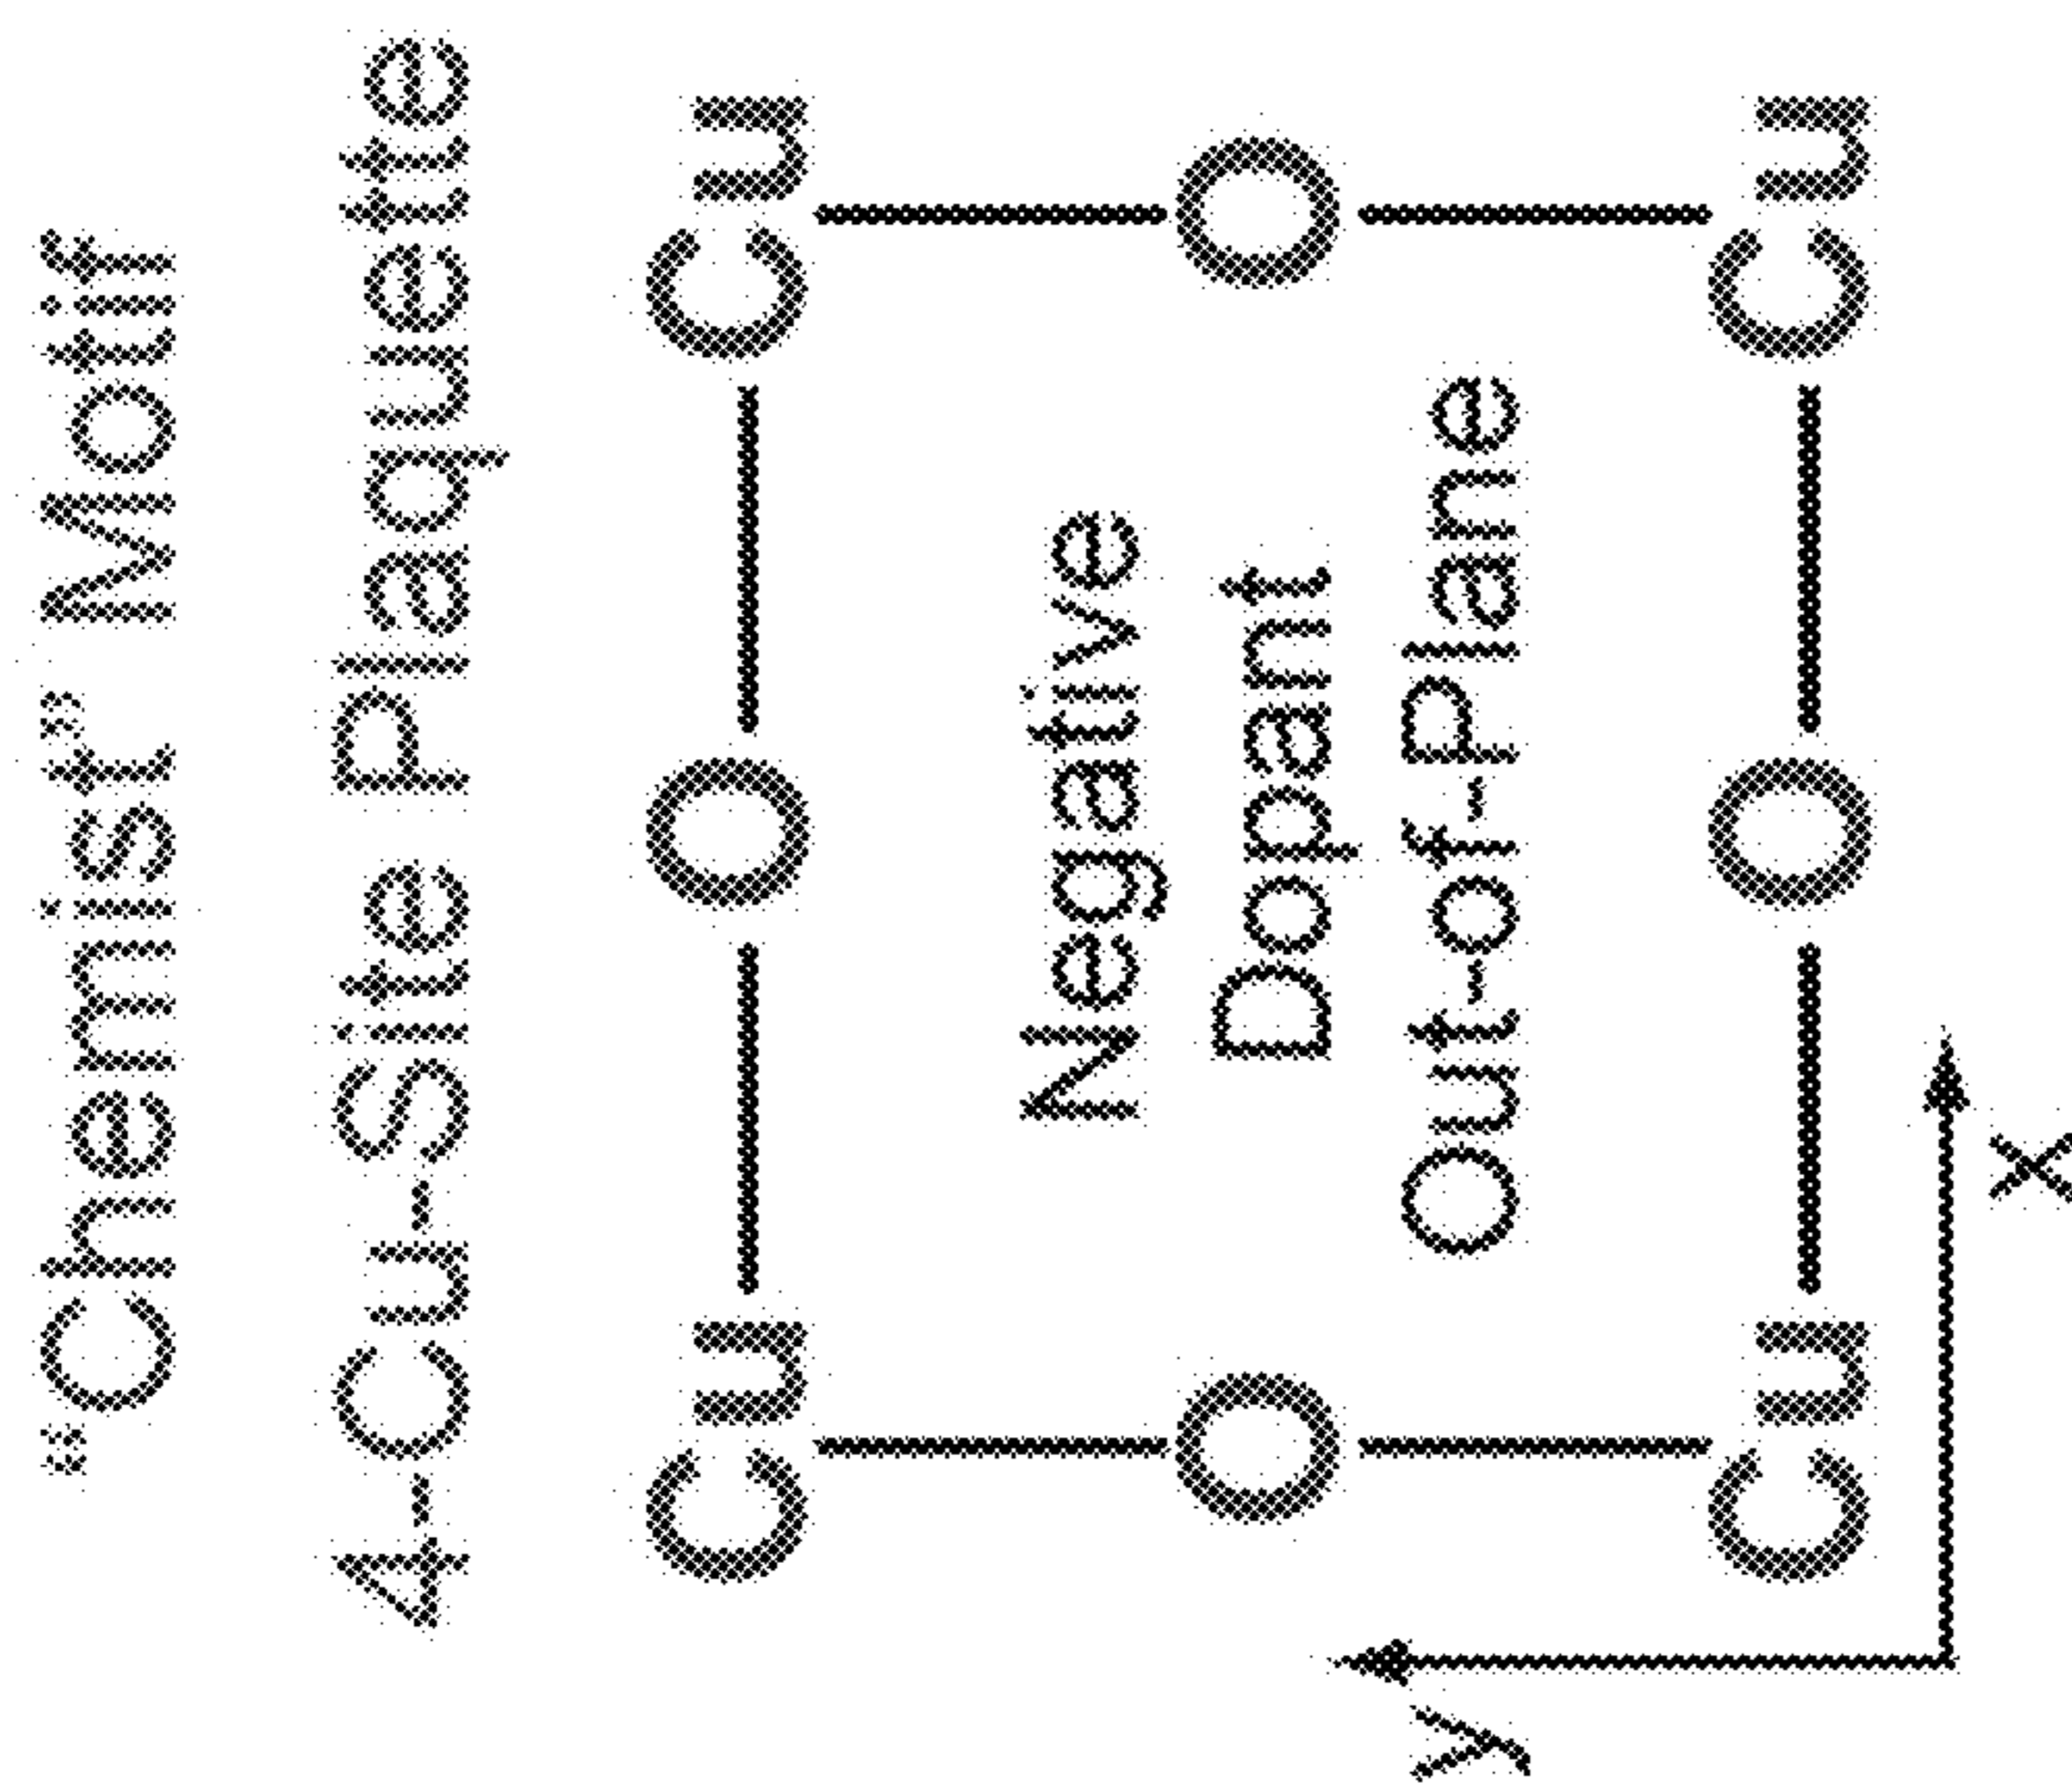 “Chemist” Motif
4-Cu-Site Plaquette
Cu O Cu
Negative
O Dopant O
Out-of-Plane
y
Cu O Cu
X